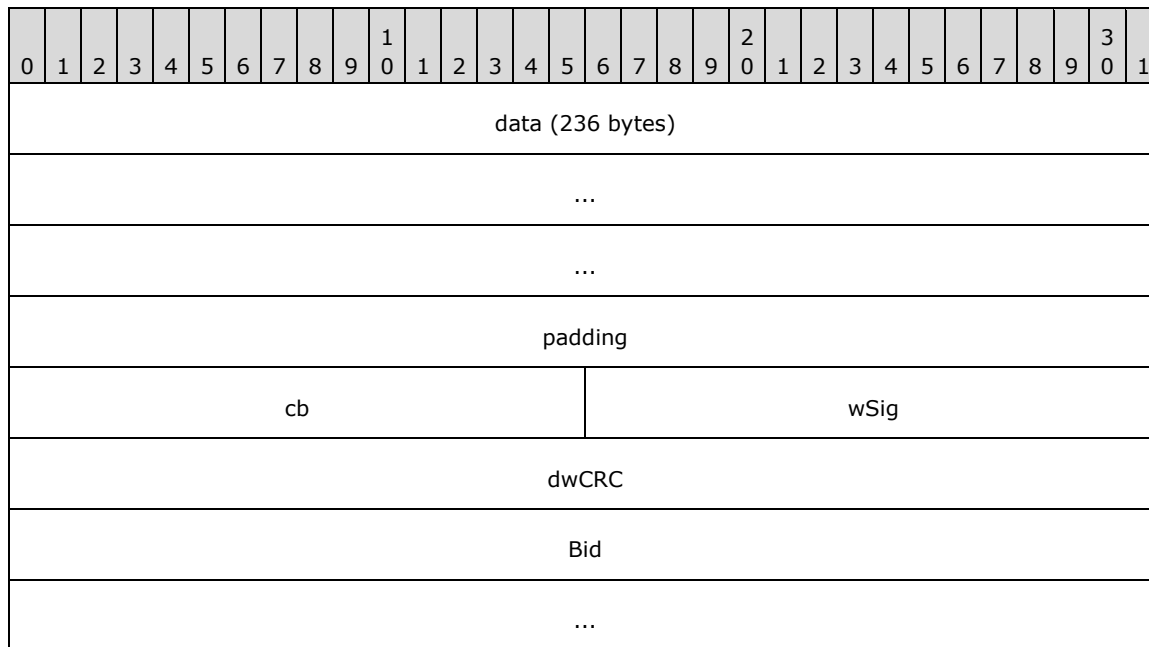 1 2 3
0 1 2 3 4 5 6 7 8 9 0 1 2 3 4 5 6 7 8 9 0 1 2 3 4 5 6 7 8 9 0 1
data (236 bytes)
...
...
padding
cb wSig
dwCRC
Bid
...